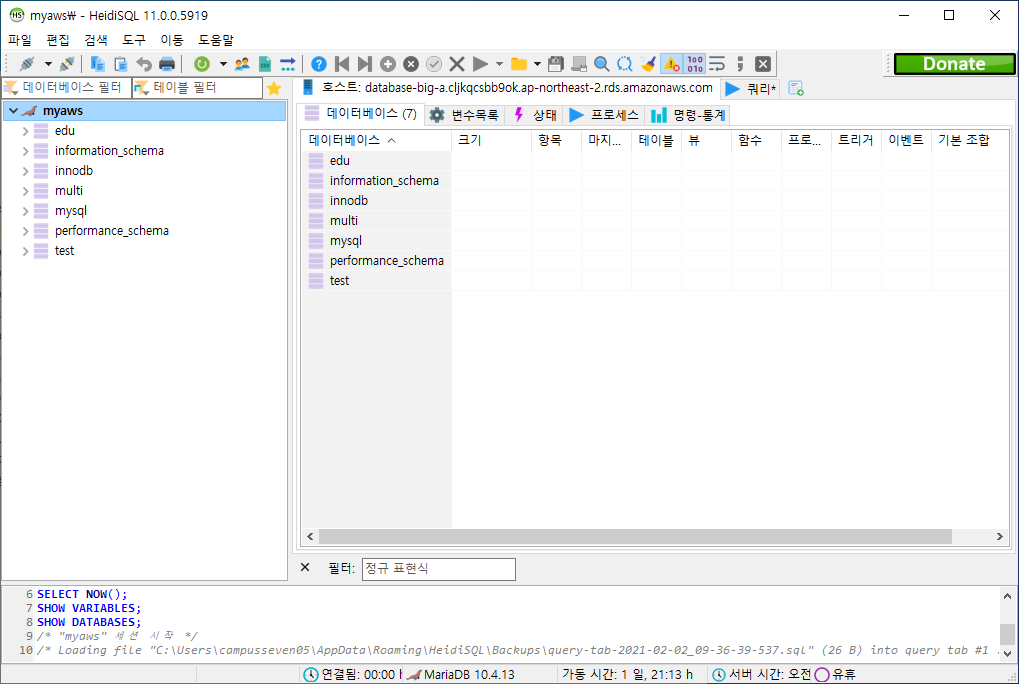 myaws₩ - HeidiSQL 11.0.0.5919
파일 편집 검색 도구 이동 도움말
Donate
데이터베이스 필터 테이블 필터
호스트: database-big-a.cljkqcsbb9ok.ap-northeast-2.rds.amazonaws.com 쿼리*
myaws
edu
information_schema
innodb
multi
mysql
performance_schema
test
데이터베이스 (7) 변수목록 상태 프로세스 명령-통계
데이터베이스 크기 항목 마지... 테이블 뷰 함수 프로... 트리거 이벤트 기본 조합
edu
information_schema
innodb
multi
mysql
performance_schema
test
필터: 정규 표현식
6 SELECT NOW();
7 SHOW VARIABLES;
8 SHOW DATABASES;
9 /* "myaws" 세션 시작 */
10 /* Loading file "C:\Users\campusseven05\AppData\Roaming\HeidiSQL\Backups\query-tab-2021-02-02_09-36-39-537.sql" (26 B) into query tab #1
연결됨: 00:00 MariaDB 10.4.13 가동 시간: 1 일, 21:13 h 서버 시간: 오전 유휴